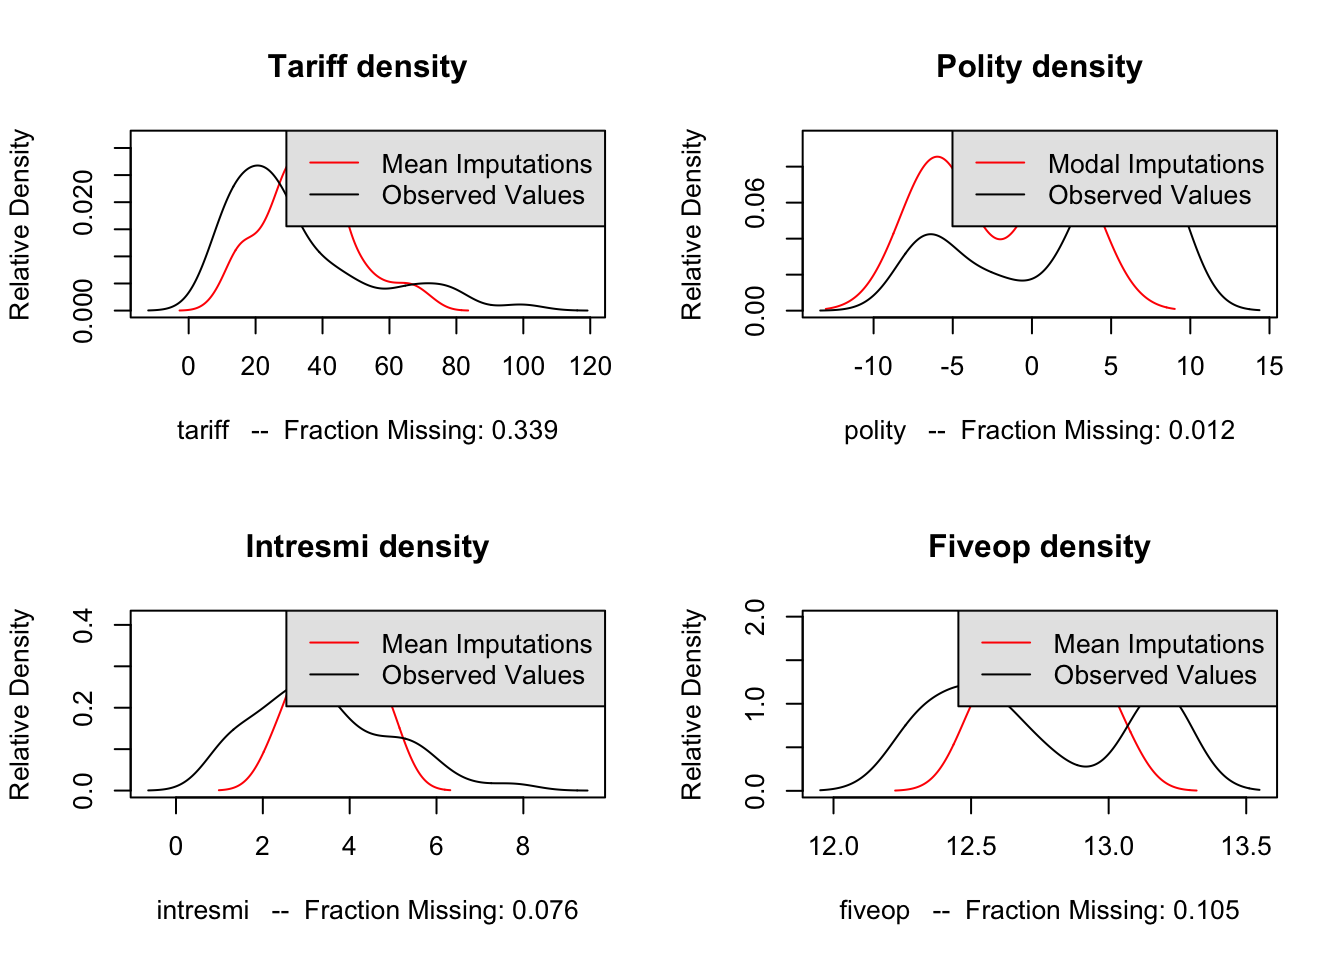 Tariff density
Relative Density
0.000 0.020
Mean Imputations
Observed Values
0 20 40 60 80 100 120
tariff -- Fraction Missing: 0.339
Polity density
Relative Density
0.00 0.06
Modal Imputations
Observed Values
-10 -5 0 5 10 15
polity -- Fraction Missing: 0.012
Intresmi density
Relative Density
0.0 0.2 0.4
Mean Imputations
Observed Values
0 2 4 6 8
intresmi -- Fraction Missing: 0.076
Fiveop density
Relative Density
0.0 1.0 2.0
Mean Imputations
Observed Values
12.0 12.5 13.0 13.5
fiveop -- Fraction Missing: 0.105